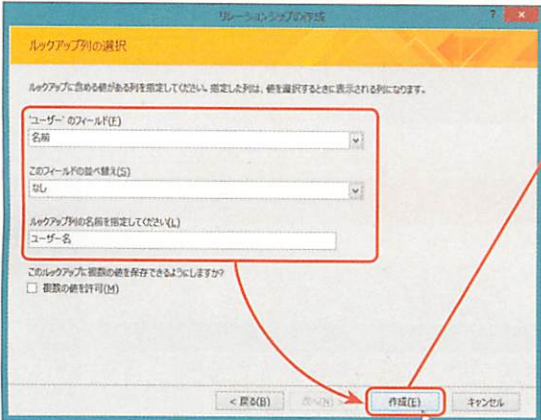 リレーションシップの作成
?
ルックアップ列の選択
ルックアップに含める値がある列を指定してください。指定した列は、値を選択するときに表示される列になります。
'ユーザー' のフィールド(F)
名前
このフィールドの並べ替え(S)
なし
ルックアップ列の名前を指定してください(L)
ユーザー名
このルックアップに複数の値を保存できるようにしますか?
複数の値を許可(M)
< 戻る(B) 次へ(N) > 作成(E) キャンセル